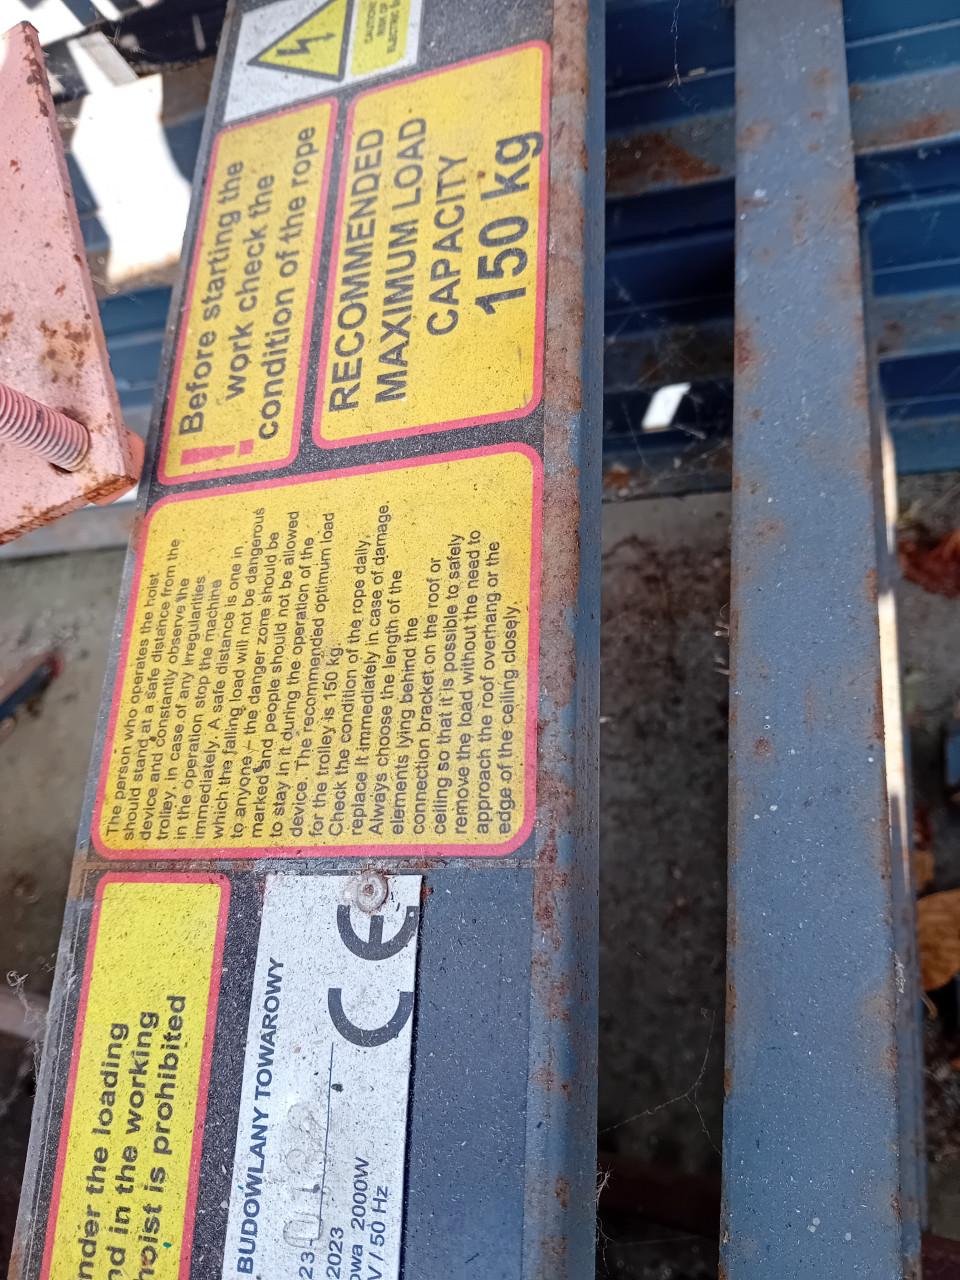 CAUTION!
RISK OF
ELECTRIC
! Before starting the
work check the
condition of the rope
RECOMMENDED
MAXIMUM LOAD
CAPACITY
150 kg
The person who operates the hoist
should stand at a safe distance from the
device and constantly observe the
trolley, in case of any irregularities
in the operation stop the machine
immediately. A safe distance is one in
which the falling load will not be dangerous
to anyone - the danger zone should be
marked and people should not be allowed
to stay in it during the operation of the
device. The recommended optimum load
for the trolley is 150 kg.
Check the condition of the rope daily,
replace it immediately in case of damage.
Always choose the length of the
elements lying behind the
connection bracket on the roof or
ceiling so that it is possible to safely
remove the load without the need to
approach the roof overhang or the
edge of the ceiling closely.
nder the loading
nd in the working
hoist is prohibited
CE
BUDOWLANY TOWAROWY
2023
owa 2000W
V / 50 Hz